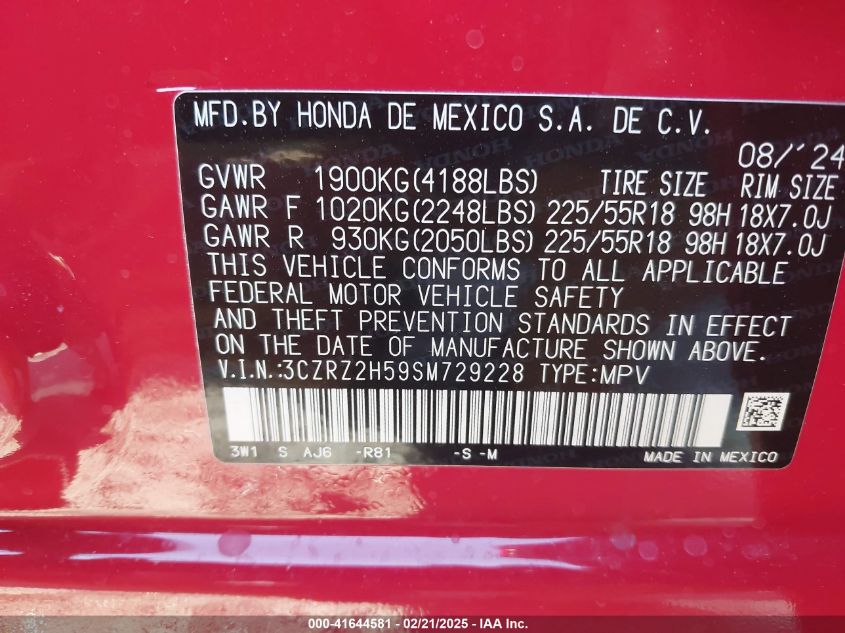 MFD.BY HONDA DE MEXICO S.A. DE C.V.
08/'24
GVWR 1900KG(4188LBS) TIRE SIZE RIM SIZE
GAWR F 1020KG(2248LBS) 225/55R18 98H 18X7.0J
GAWR R 930KG(2050LBS) 225/55R18 98H 18X7.0J
THIS VEHICLE CONFORMS TO ALL APPLICABLE
FEDERAL MOTOR VEHICLE SAFETY
AND THEFT PREVENTION STANDARDS IN EFFECT
ON THE DATE OF MANUFACTURE SHOWN ABOVE.
V.I.N.:3CZRZ2H59SM729228 TYPE:MPV
3W1 S AJ6 -R81 -S -M MADE IN MEXICO
000-41644581 - 02/21/2025 - IAA Inc.